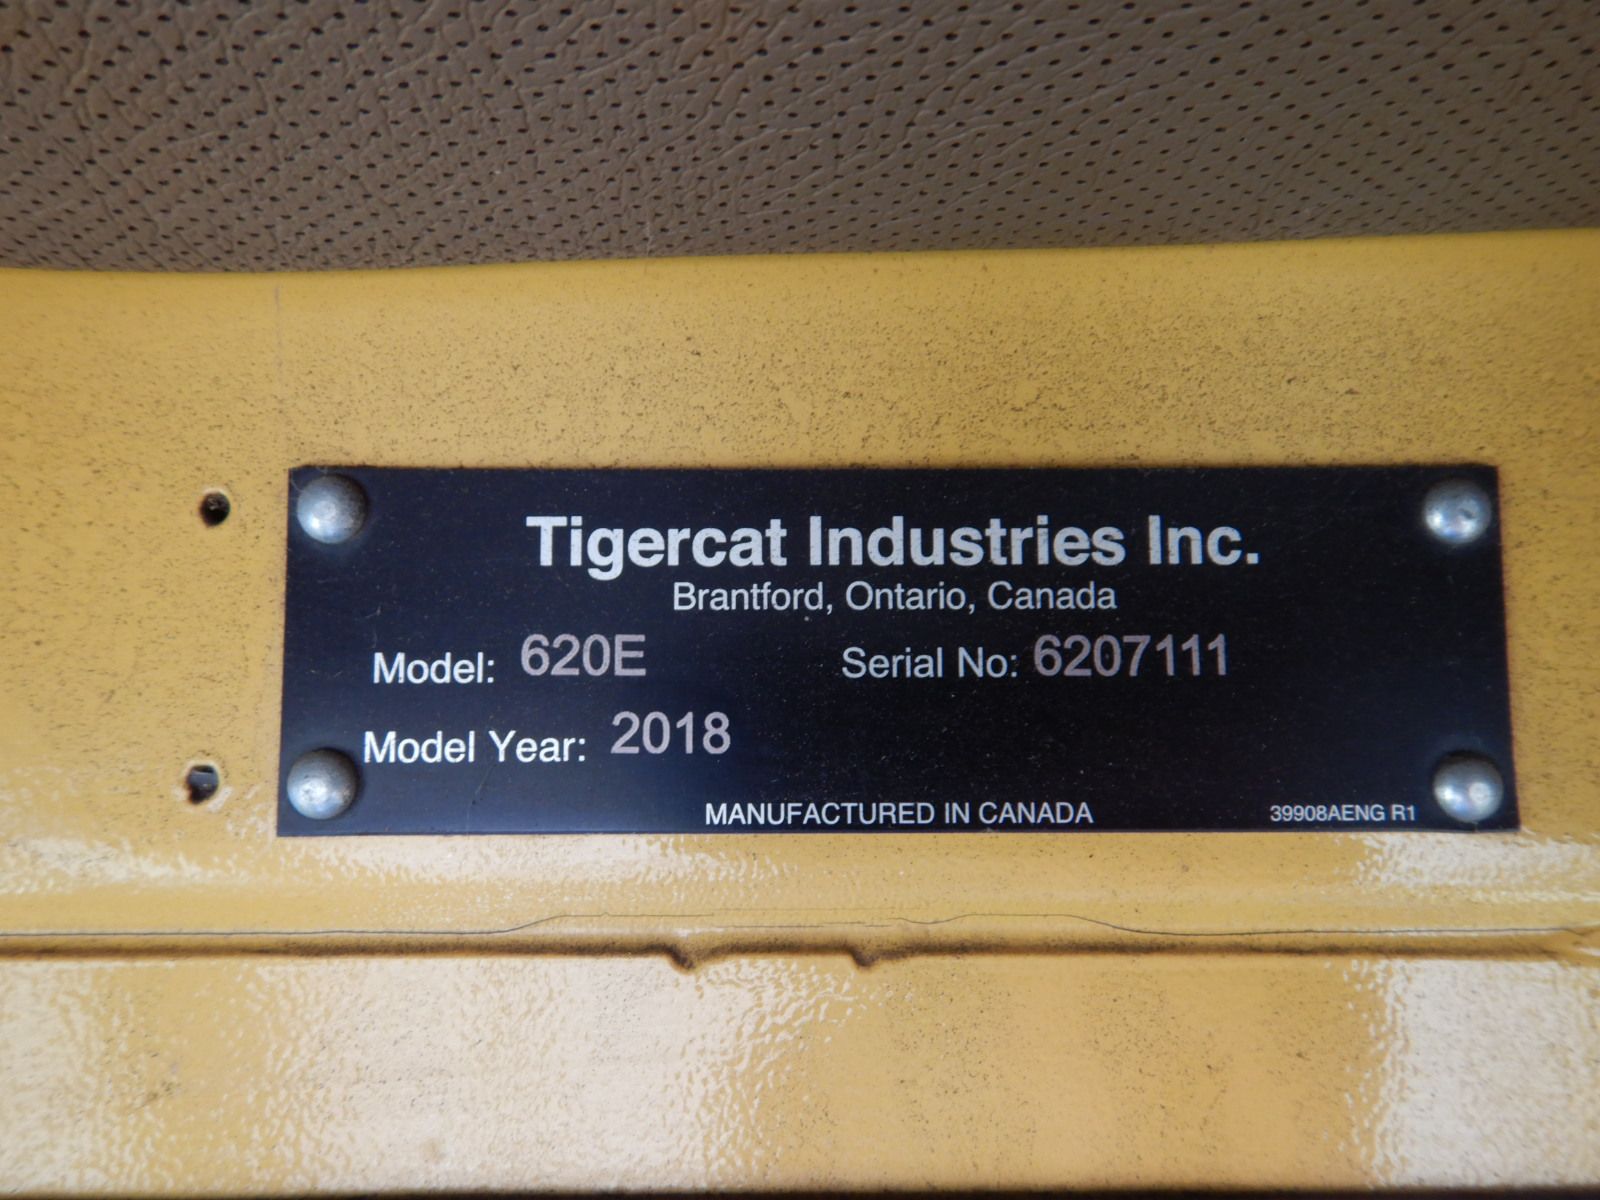 Tigercat Industries Inc.
Brantford, Ontario, Canada
Model: 620E Serial No: 6207111
Model Year: 2018
MANUFACTURED IN CANADA 39908AENG R1